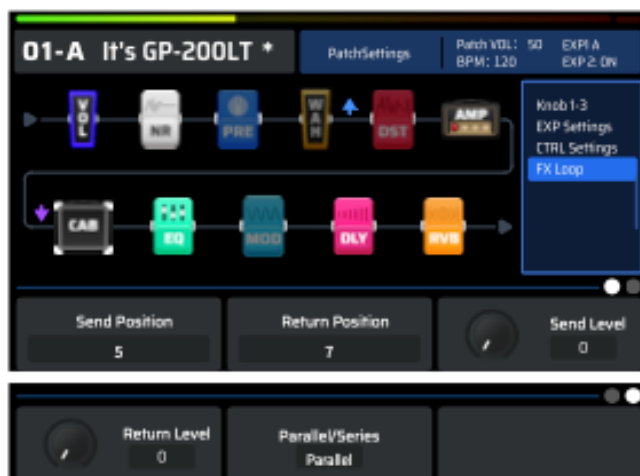 01-A It's GP-200LT *
PatchSettings
Patch VOL: 50 EXP1 A
BPM: 120 EXP 2: ON
VOL
NR
PRE
WAH
DST
AMP
Knob 1-3
EXP Settings
CTRL Settings
FX Loop
CAB
EQ
MOD
DLY
RVB
Send Position
5
Return Position
7
Send Level
0
Return Level
0
Parallel/Series
Parallel